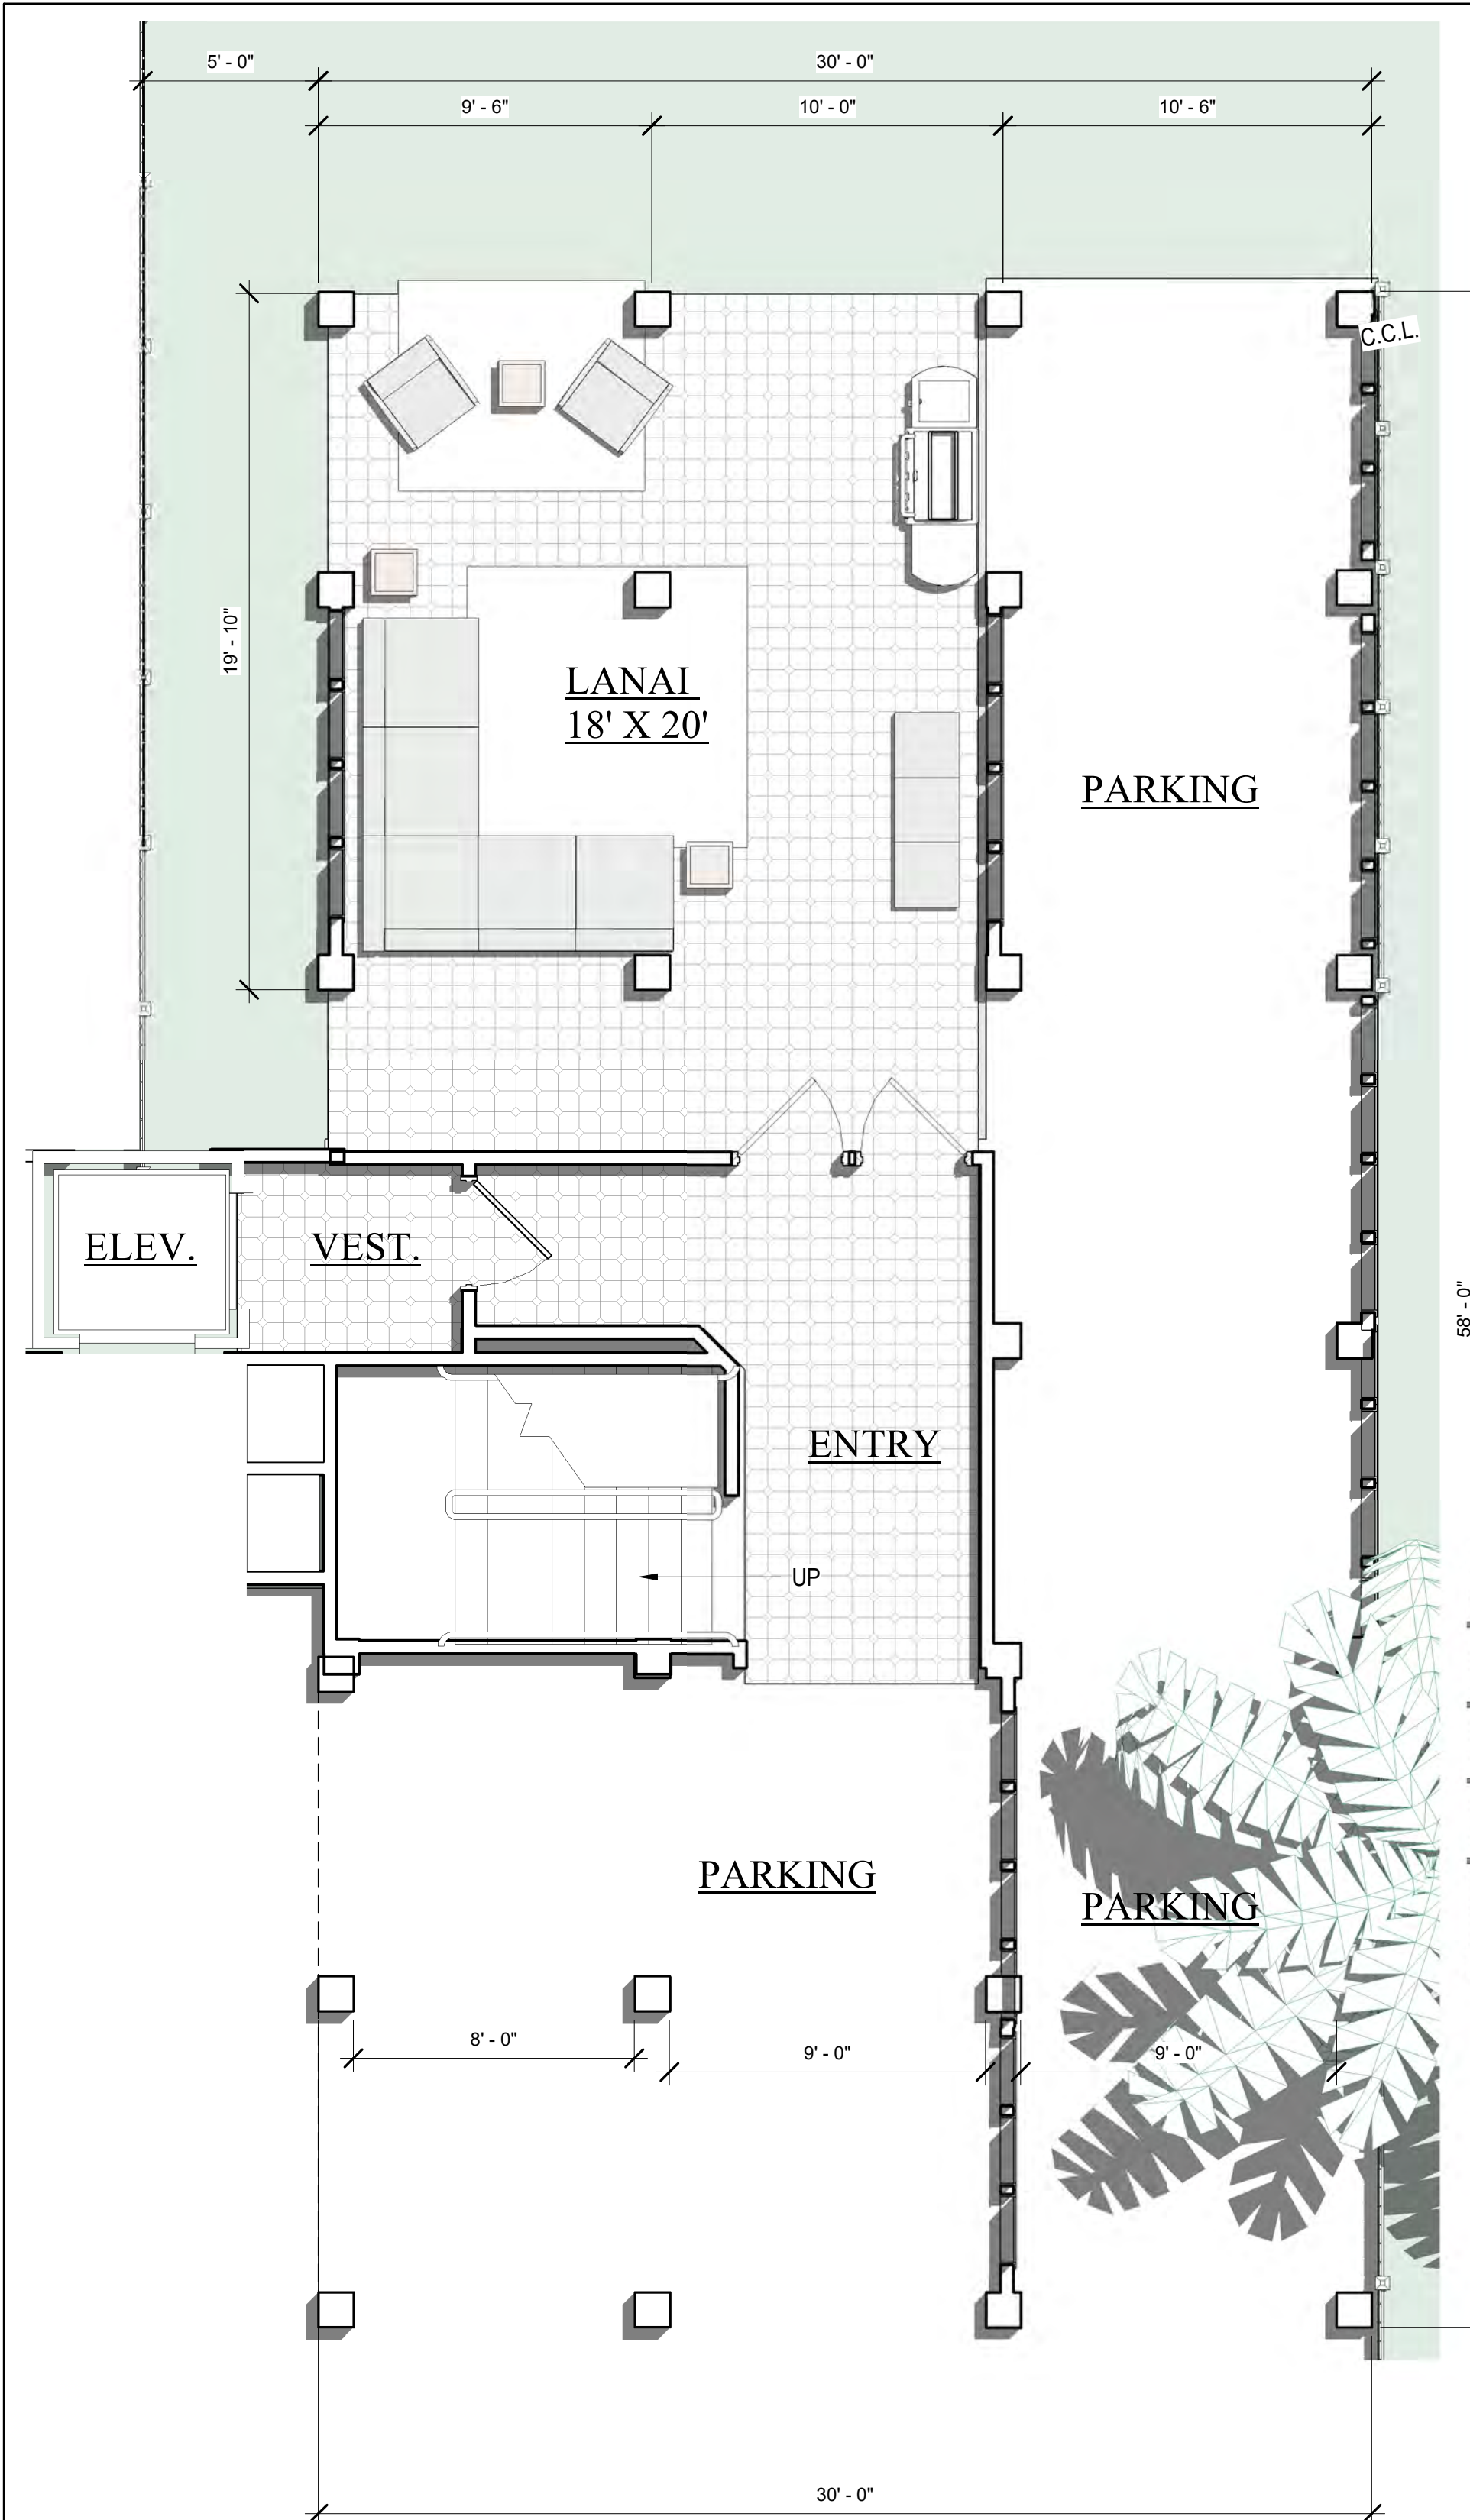 5' - 0"
30' - 0"
9' - 6"
10' - 0"
10' - 6"
C.C.L.
19' - 10"
LANAI
18' X 20'
PARKING
ELEV.
VEST.
58' - 0"
ENTRY
UP
PARKING
PARKING
8' - 0"
9' - 0"
9' - 0"
30' - 0"